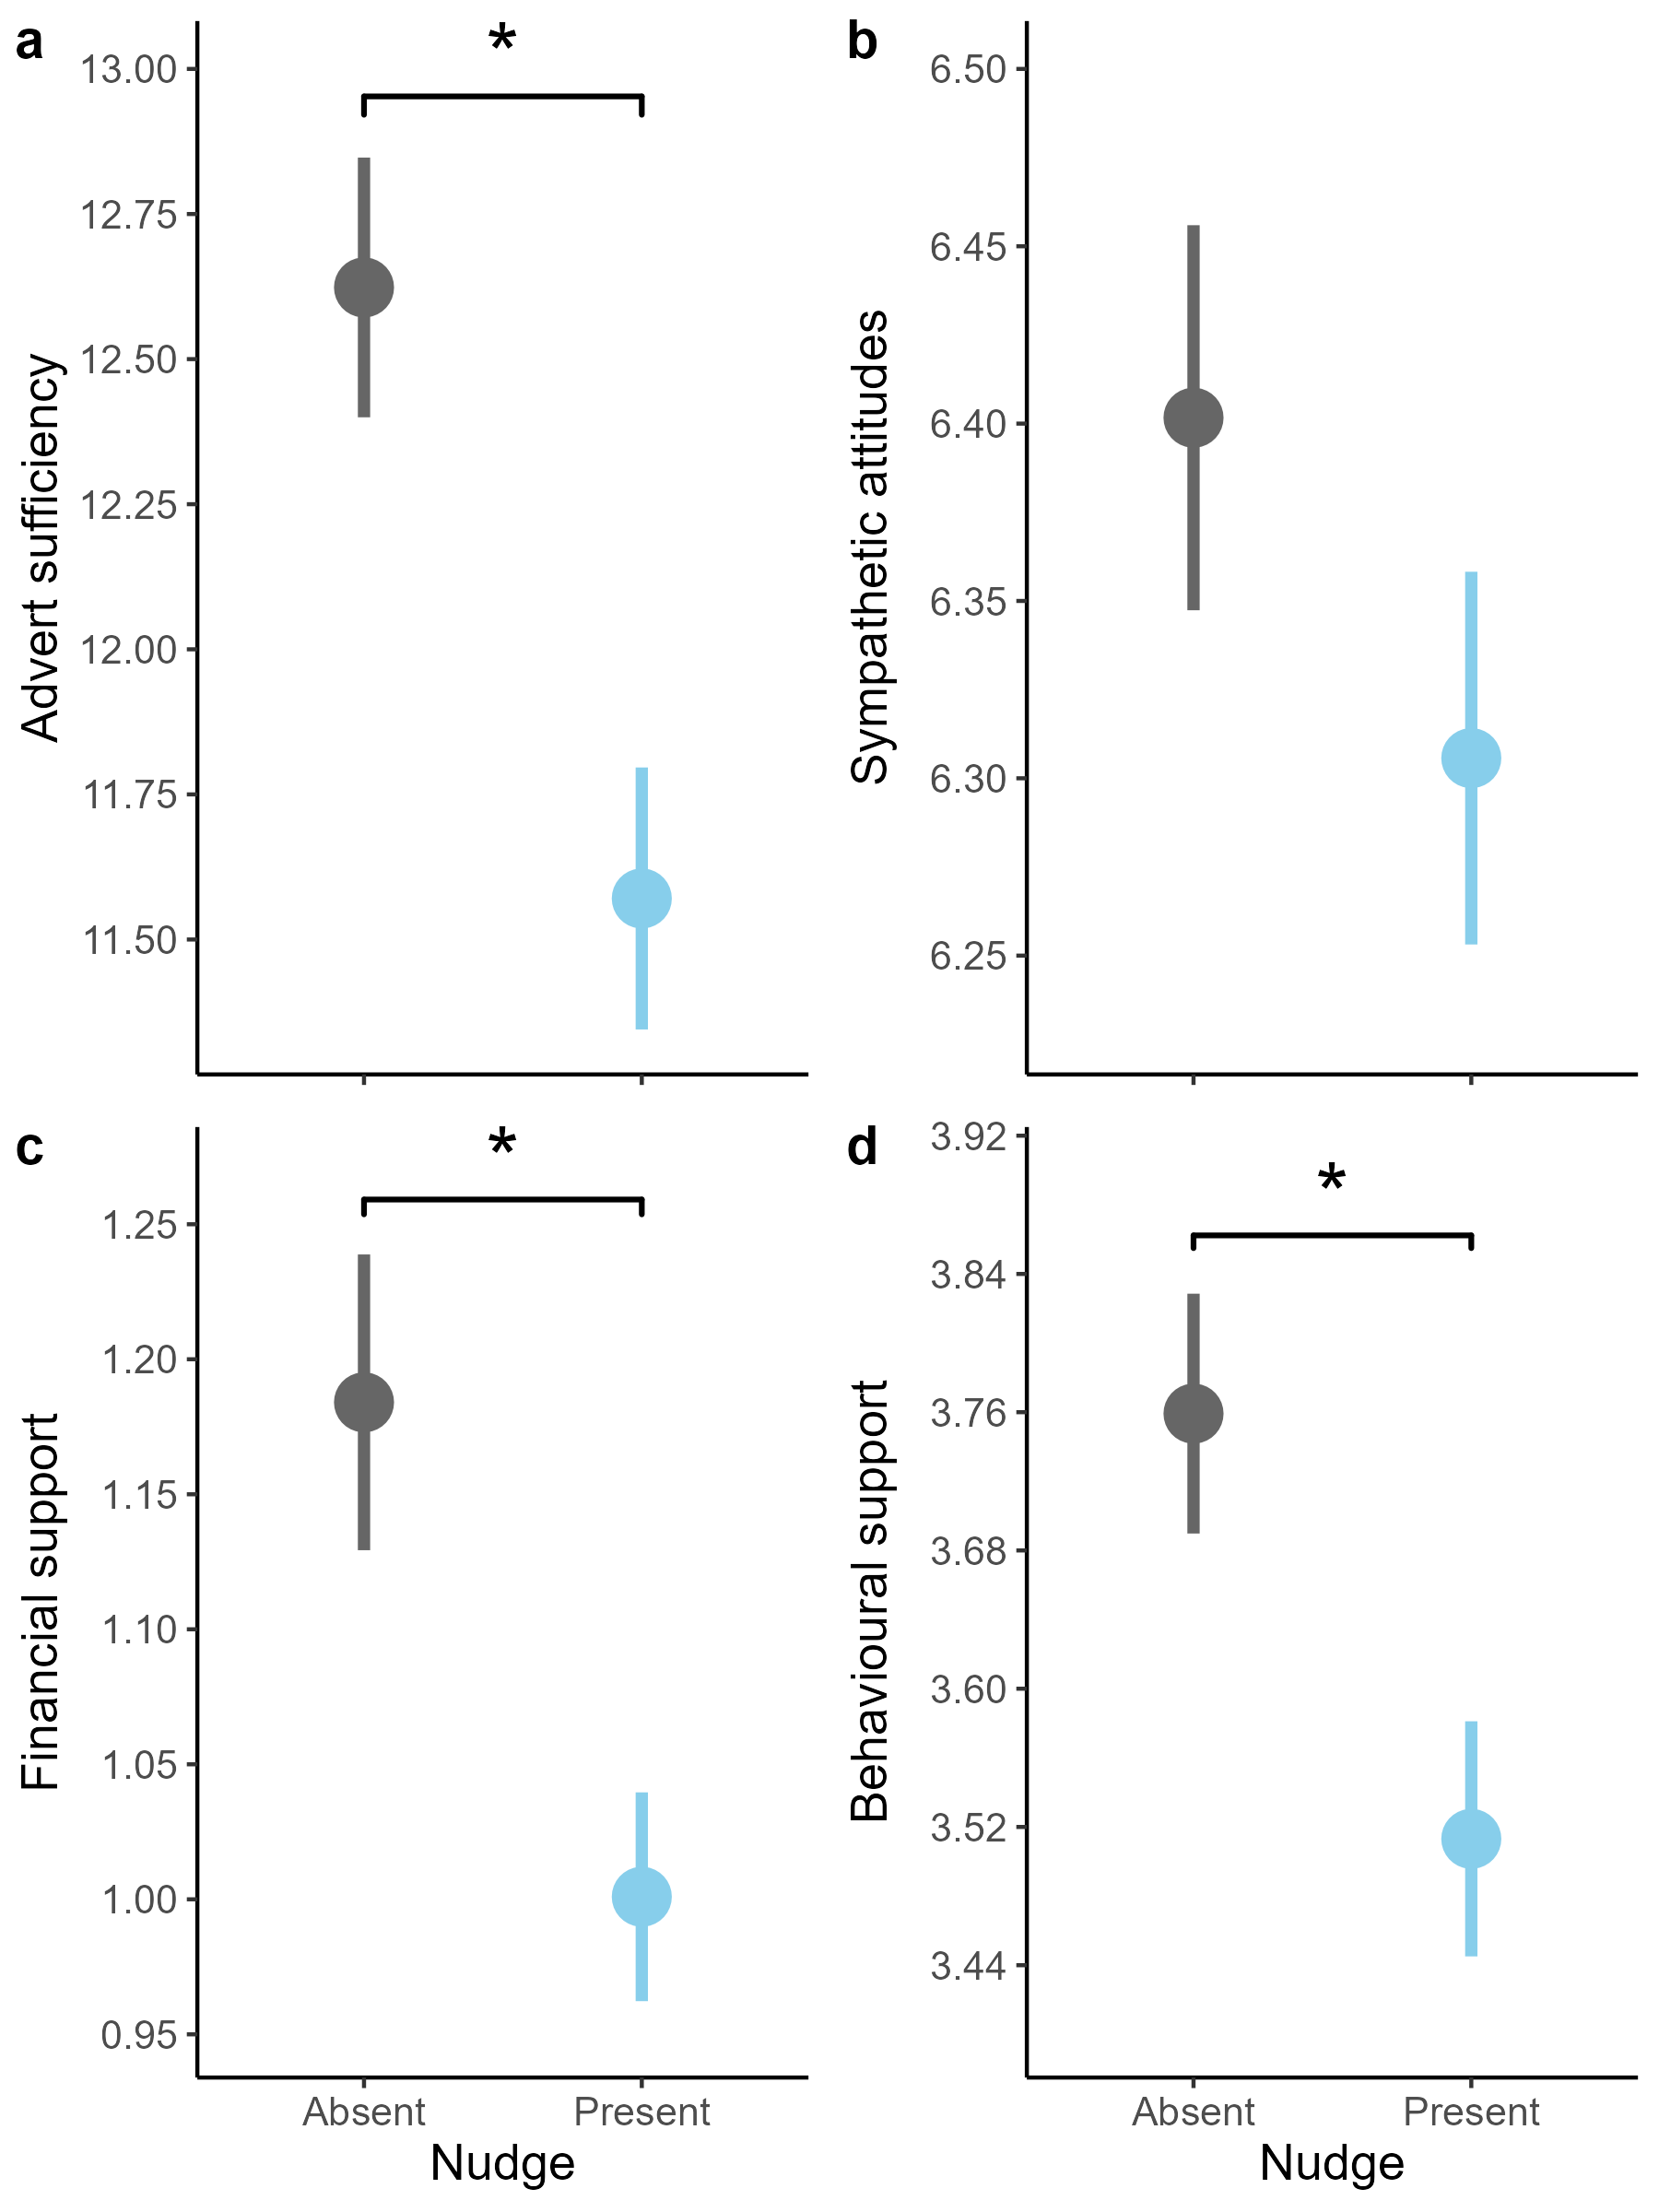 a
*
13.00
12.75
12.50
12.25
12.00
11.75
11.50
Advert sufficiency
b
6.50
6.45
6.40
6.35
6.30
6.25
Sympathetic attitudes
c
*
1.25
1.20
1.15
1.10
1.05
1.00
0.95
Financial support
Absent Present
Nudge
d
*
3.92
3.84
3.76
3.68
3.60
3.52
3.44
Behavioural support
Absent Present
Nudge